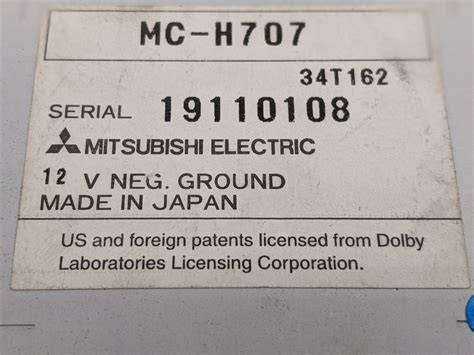 MC-H707
34T162
SERIAL 19110108
MITSUBISHI ELECTRIC
12 V NEG. GROUND
MADE IN JAPAN
US and foreign patents licensed from Dolby
Laboratories Licensing Corporation.